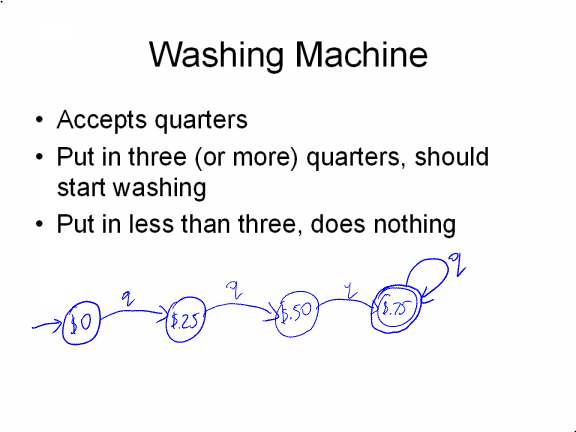 Washing Machine
• Accepts quarters
• Put in three (or more) quarters, should
start washing
• Put in less than three, does nothing
q q q q
$0 $.25 $.50 $.75